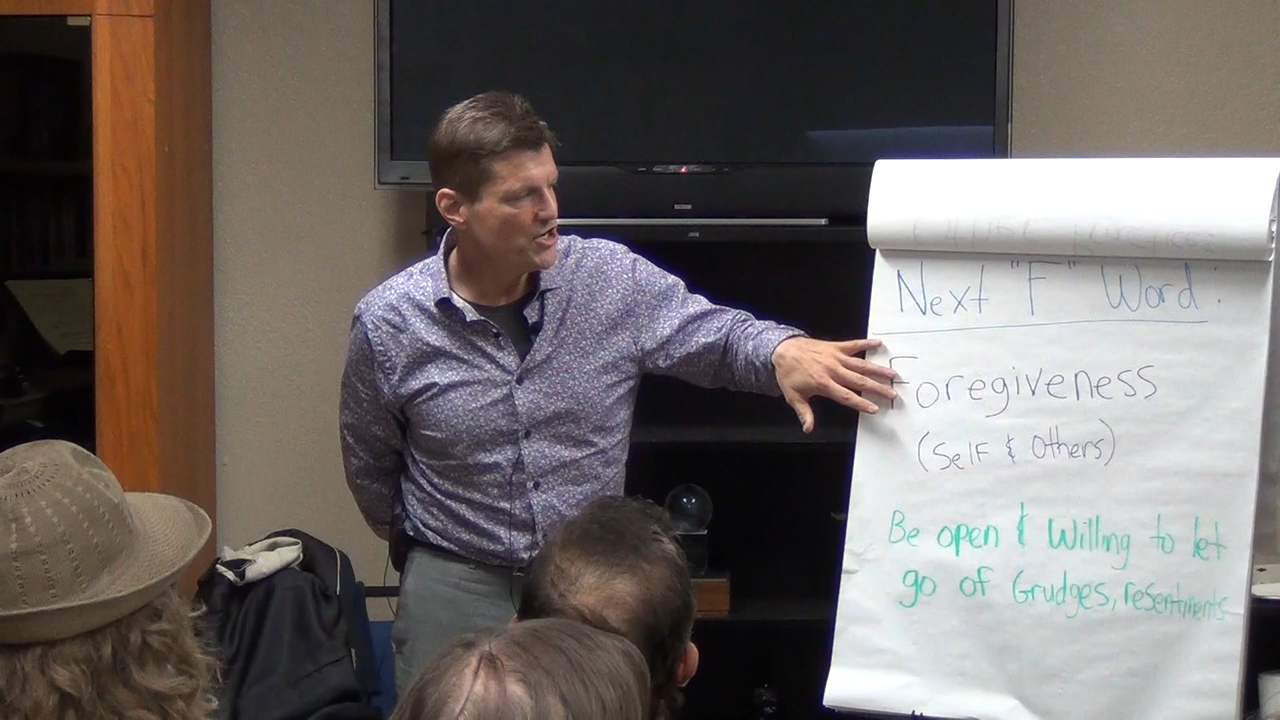 Next "F" Word:
Foregiveness
(Self & Others)
Be open & Willing to let
go of Grudges, resentments